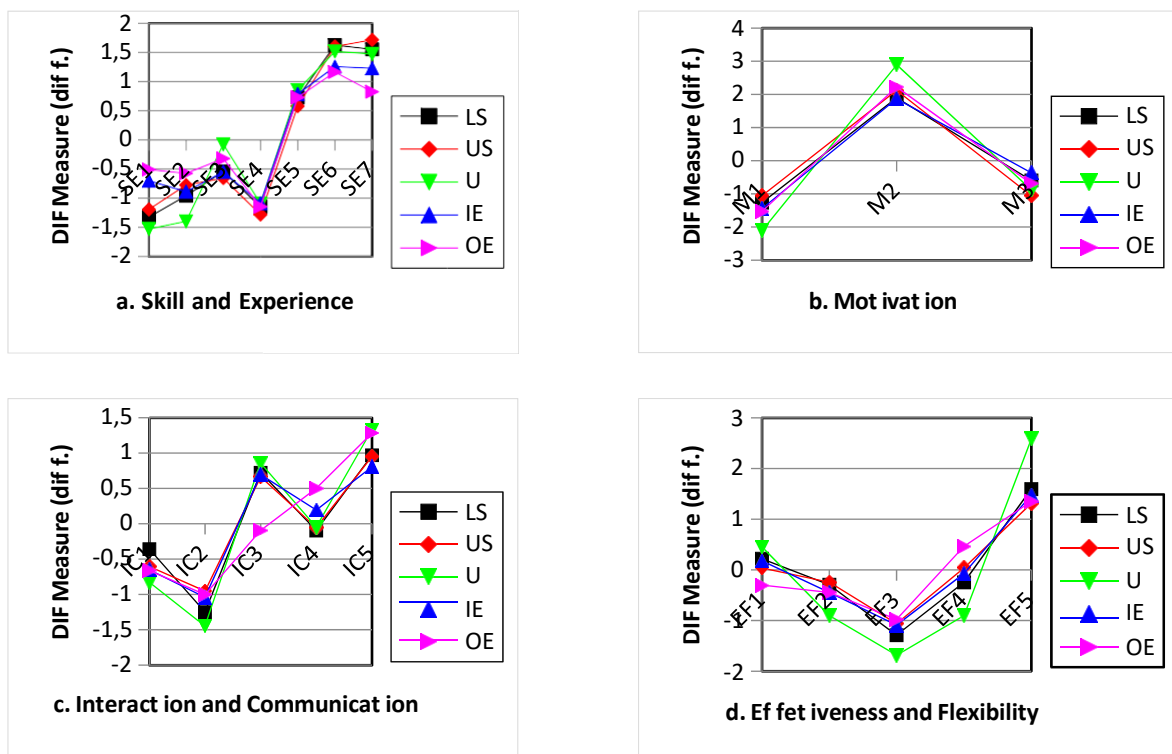 2
1,5
1
0,5
0
-0,5
-1
-1,5
-2
DIF Measure (dif f.)
SE1
SE2
SE3
SE4
SE5
SE6
SE7
LS
US
U
IE
OE
a. Skill and Experience
4
3
2
1
0
-1
-2
-3
DIF Measure (dif f.)
M1
M2
M3
LS
US
U
IE
OE
b. Mot ivat ion
1,5
1
0,5
0
-0,5
-1
-1,5
-2
DIF Measure (dif f.)
IC1
IC2
IC3
IC4
IC5
LS
US
U
IE
OE
c. Interact ion and Communicat ion
3
2
1
0
-1
-2
DIF Measure (dif f.)
EF1
EF2
EF3
EF4
EF5
LS
US
U
IE
OE
d. Ef fet iveness and Flexibility